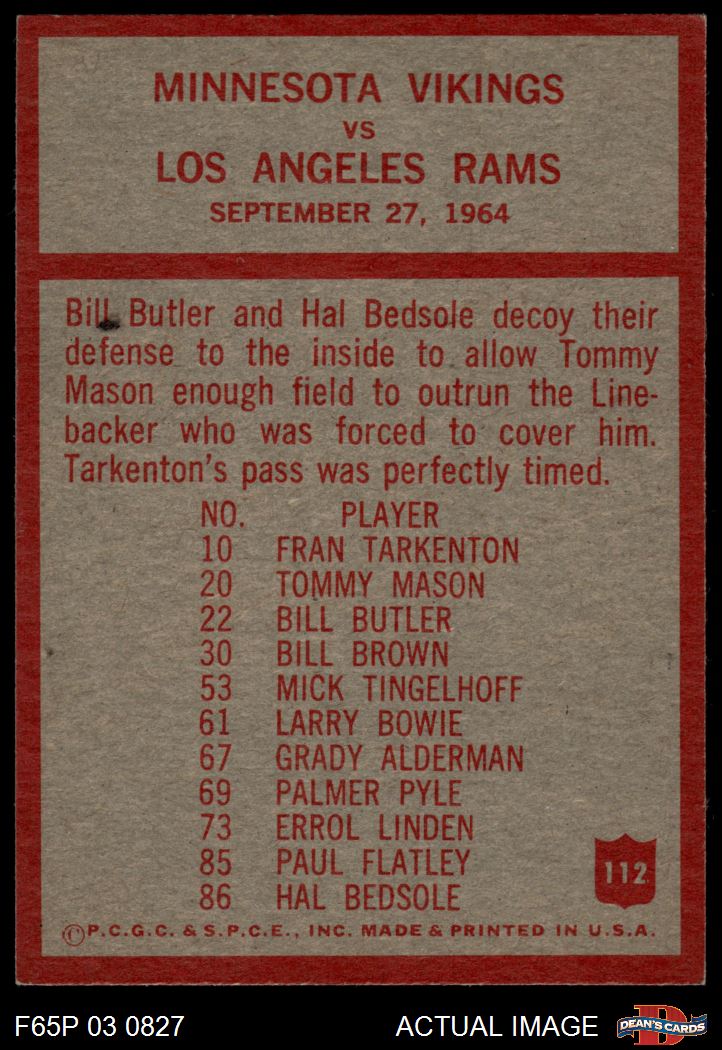 MINNESOTA VIKINGS
VS
LOS ANGELES RAMS
SEPTEMBER 27, 1964
Bill Butler and Hal Bedsole decoy their
defense to the inside to allow Tommy
Mason enough field to outrun the Line-
backer who was forced to cover him.
Tarkenton's pass was perfectly timed.
NO. PLAYER
10 FRAN TARKENTON
20 TOMMY MASON
22 BILL BUTLER
30 BILL BROWN
53 MICK TINGELHOFF
61 LARRY BOWIE
67 GRADY ALDERMAN
69 PALMER PYLE
73 ERROL LINDEN
85 PAUL FLATLEY
86 HAL BEDSOLE
112
©P.C.G.C. & S.P.C.E., INC. MADE & PRINTED IN U.S.A.
F65P 03 0827
ACTUAL IMAGE
D
DEAN'S CARDS